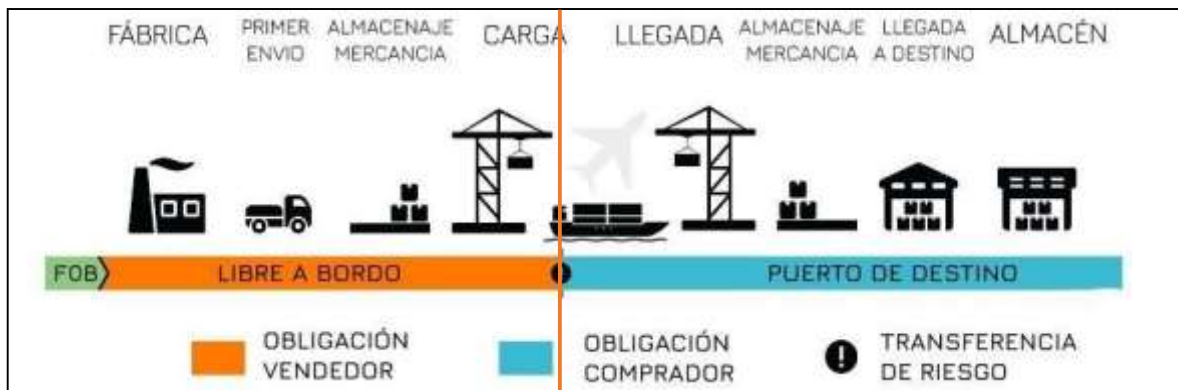 FÁBRICA
PRIMER
ENVIO
ALMACENAJE
MERCANCIA
CARGA
LLEGADA
ALMACENAJE
MERCANCIA
LLEGADA
A DESTINO
ALMACÉN
FOB
LIBRE A BORDO
PUERTO DE DESTINO
OBLIGACIÓN
VENDEDOR
OBLIGACIÓN
COMPRADOR
TRANSFERENCIA
DE RIESGO